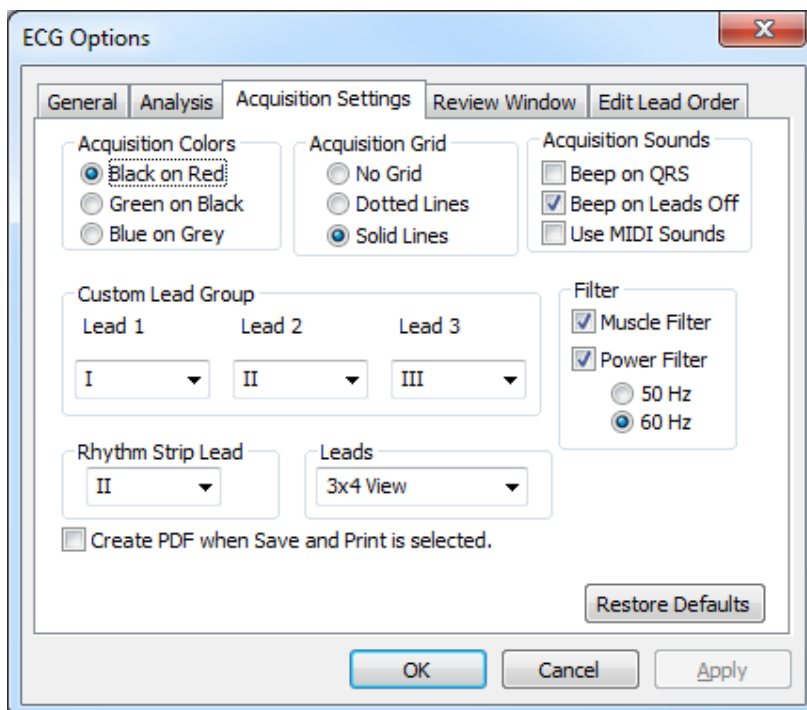 ECG Options
General Analysis Acquisition Settings Review Window Edit Lead Order
Acquisition Colors
Black on Red
Green on Black
Blue on Grey
Acquisition Grid
No Grid
Dotted Lines
Solid Lines
Acquisition Sounds
Beep on QRS
Beep on Leads Off
Use MIDI Sounds
Custom Lead Group
Lead 1 Lead 2 Lead 3
I II III
Filter
Muscle Filter
Power Filter
50 Hz
60 Hz
Rhythm Strip Lead
II
Leads
3x4 View
Create PDF when Save and Print is selected.
Restore Defaults
OK Cancel Apply